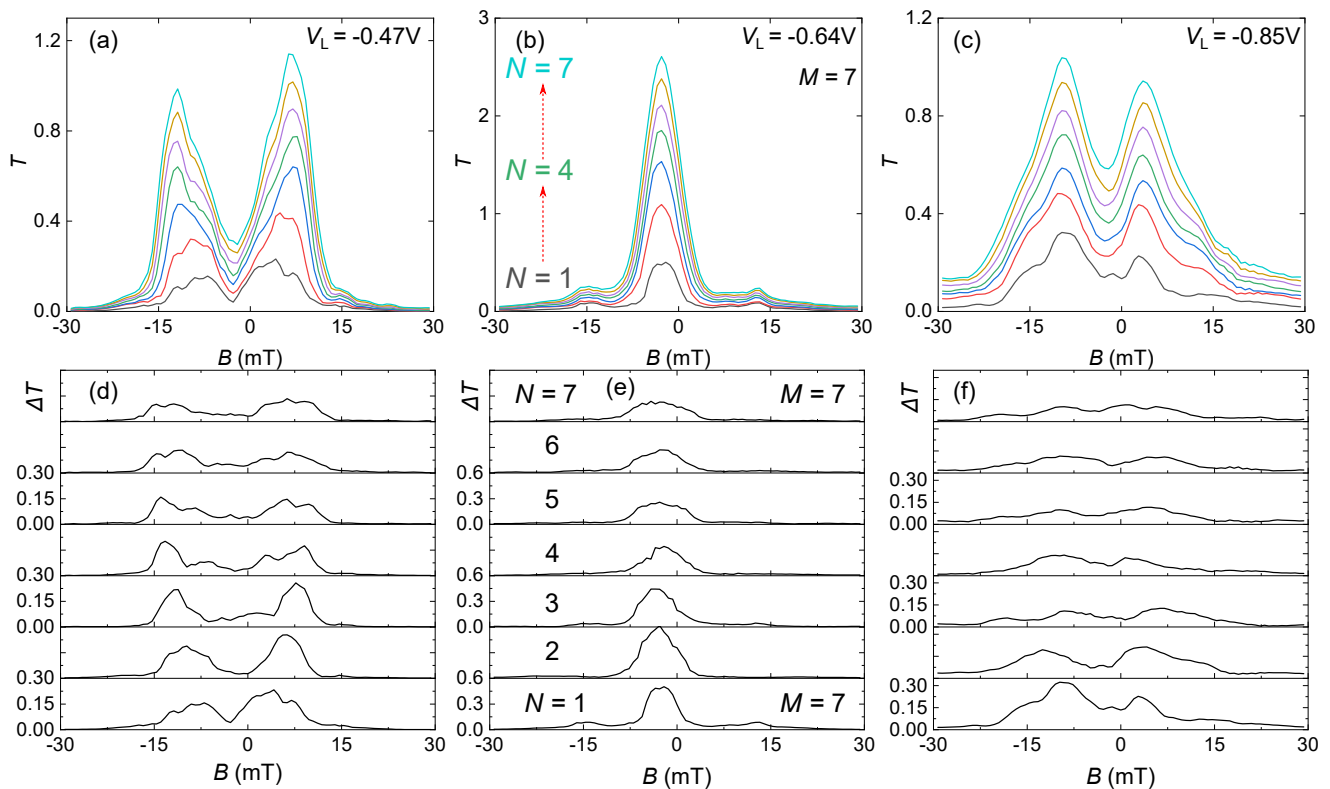 (a) V_L = -0.47V
1.2
0.8
0.4
0.0
T
-30 -15 0 15 30
B (mT)
(b) V_L = -0.64V
N = 7 M = 7
N = 4
N = 1
3
2
1
0
T
-30 -15 0 15 30
B (mT)
(c) V_L = -0.85V
1.2
0.8
0.4
0.0
T
-30 -15 0 15 30
B (mT)
(d)
ΔT
0.30
0.15
0.00
0.30
0.15
0.00
0.30
0.15
0.00
-30 -15 0 15 30
B (mT)
N = 7 (e) M = 7
6
5
4
3
2
N = 1 M = 7
0.6
0.3
0.0
0.6
0.3
0.0
0.6
0.3
0.0
-30 -15 0 15 30
B (mT)
(f)
ΔT
0.30
0.15
0.00
0.30
0.15
0.00
0.30
0.15
0.00
-30 -15 0 15 30
B (mT)